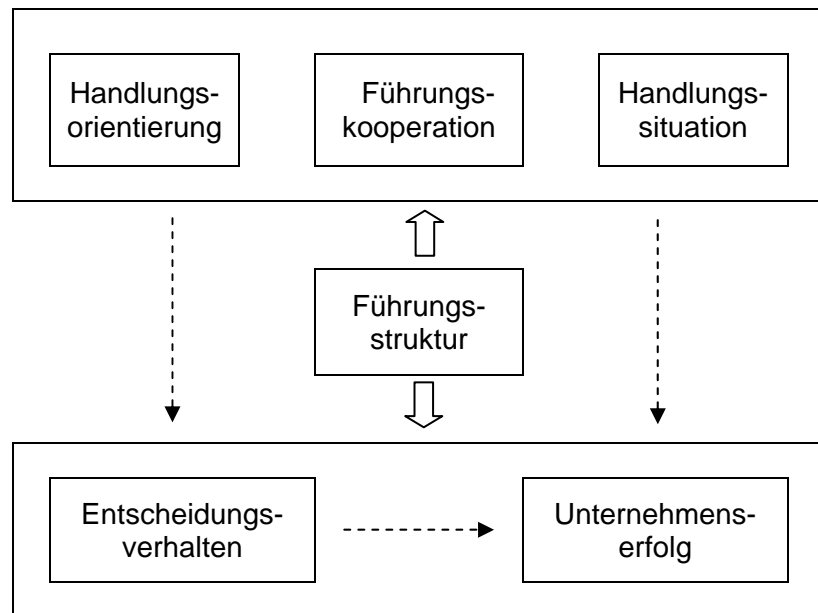 Handlungs-
orientierung
Führungs-
kooperation
Handlungs-
situation
Führungs-
struktur
Entscheidungs-
verhalten
Unternehmens-
erfolg